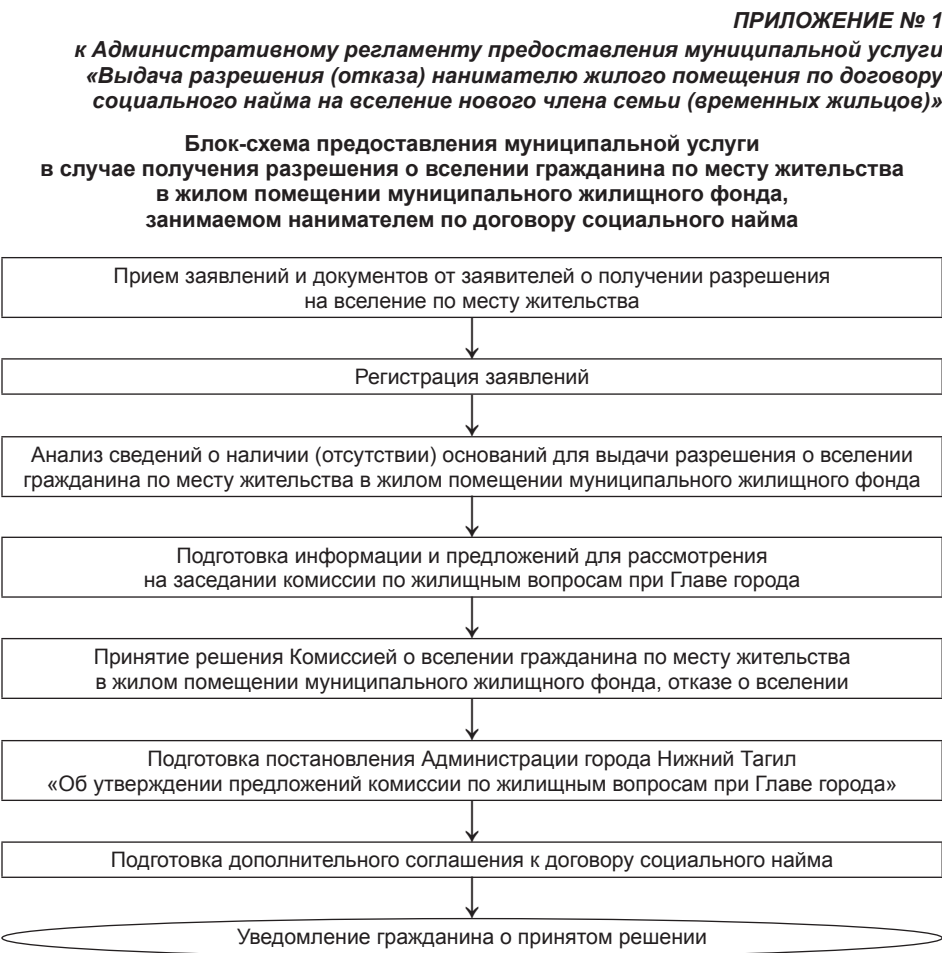 ПРИЛОЖЕНИЕ № 1
к Административному регламенту предоставления муниципальной услуги
«Выдача разрешения (отказа) нанимателю жилого помещения по договору
социального найма на вселение нового члена семьи (временных жильцов)»
Блок-схема предоставления муниципальной услуги
в случае получения разрешения о вселении гражданина по месту жительства
в жилом помещении муниципального жилищного фонда,
занимаемом нанимателем по договору социального найма
Прием заявлений и документов от заявителей о получении разрешения
на вселение по месту жительства
Регистрация заявлений
Анализ сведений о наличии (отсутствии) оснований для выдачи разрешения о вселении
гражданина по месту жительства в жилом помещении муниципального жилищного фонда
Подготовка информации и предложений для рассмотрения
на заседании комиссии по жилищным вопросам при Главе города
Принятие решения Комиссией о вселении гражданина по месту жительства
в жилом помещении муниципального жилищного фонда, отказе о вселении
Подготовка постановления Администрации города Нижний Тагил
«Об утверждении предложений комиссии по жилищным вопросам при Главе города»
Подготовка дополнительного соглашения к договору социального найма
Уведомление гражданина о принятом решении